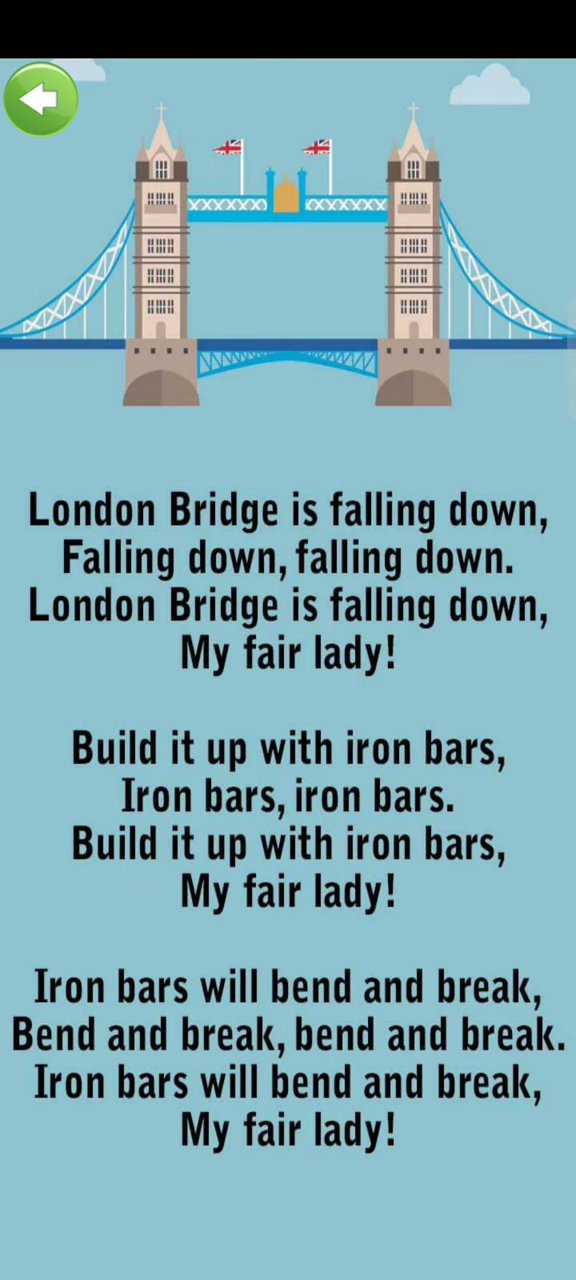 London Bridge is falling down,
Falling down, falling down.
London Bridge is falling down,
My fair lady!
Build it up with iron bars,
Iron bars, iron bars.
Build it up with iron bars,
My fair lady!
Iron bars will bend and break,
Bend and break, bend and break.
Iron bars will bend and break,
My fair lady!